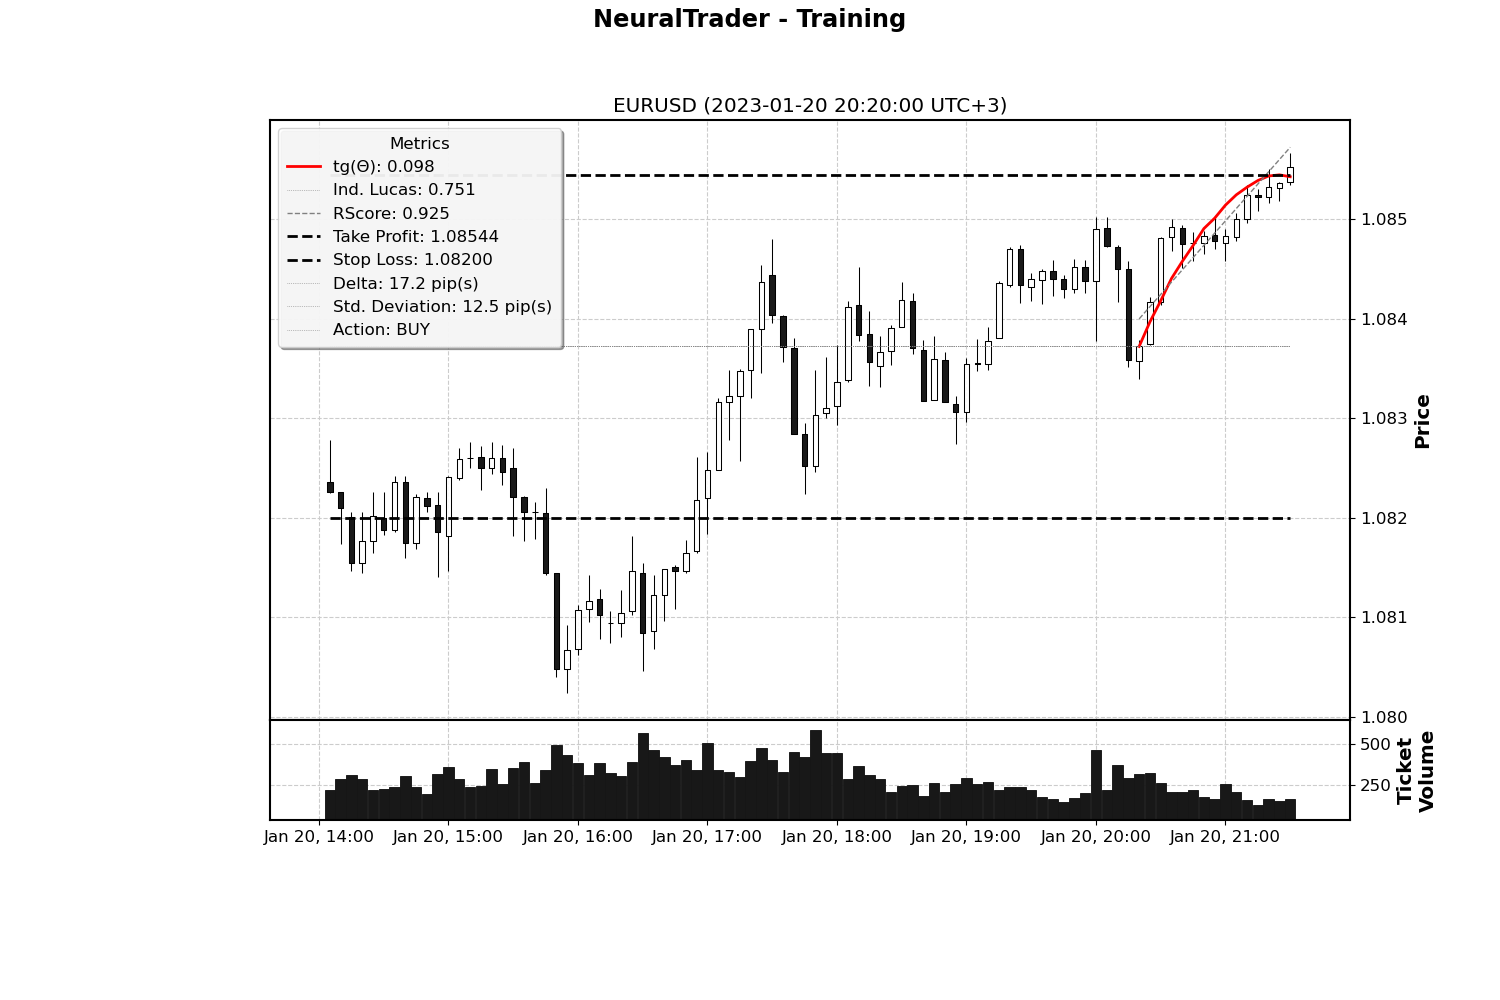 NeuralTrader - Training
EURUSD (2023-01-20 20:20:00 UTC+3)
Metrics
tg(Θ): 0.098
Ind. Lucas: 0.751
RScore: 0.925
Take Profit: 1.08544
Stop Loss: 1.08200
Delta: 17.2 pip(s)
Std. Deviation: 12.5 pip(s)
Action: BUY
1.085
1.084
1.083
1.082
1.081
1.080
Price
500
250
Ticket
Volume
Jan 20, 14:00
Jan 20, 15:00
Jan 20, 16:00
Jan 20, 17:00
Jan 20, 18:00
Jan 20, 19:00
Jan 20, 20:00
Jan 20, 21:00